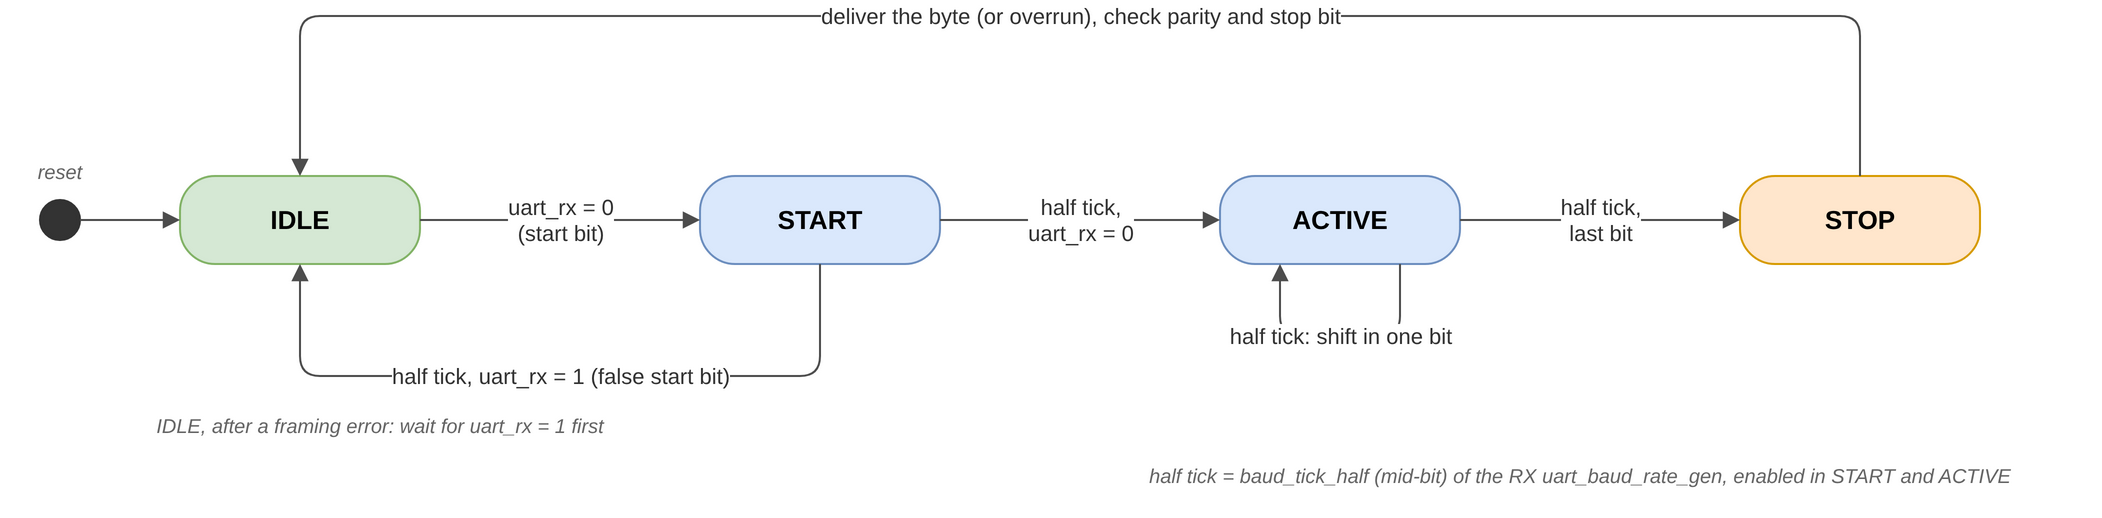 deliver the byte (or overrun), check parity and stop bit
reset
IDLE
uart_rx = 0
(start bit)
START
half tick,
uart_rx = 0
ACTIVE
half tick,
last bit
STOP
half tick: shift in one bit
half tick, uart_rx = 1 (false start bit)
IDLE, after a framing error: wait for uart_rx = 1 first
half tick = baud_tick_half (mid-bit) of the RX uart_baud_rate_gen, enabled in START and ACTIVE